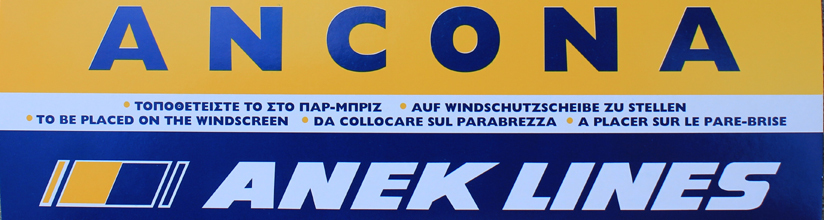 ANCONA
• ΤΟΠΟΘΕΤΕΙΣΤΕ ΤΟ ΣΤΟ ΠΑΡ-ΜΠΡΙΖ • AUF WINDSCHUTZSCHEIBE ZU STELLEN
• TO BE PLACED ON THE WINDSCREEN • DA COLLOCARE SUL PARABREZZA • A PLACER SUR LE PARE-BRISE
ANEK LINES